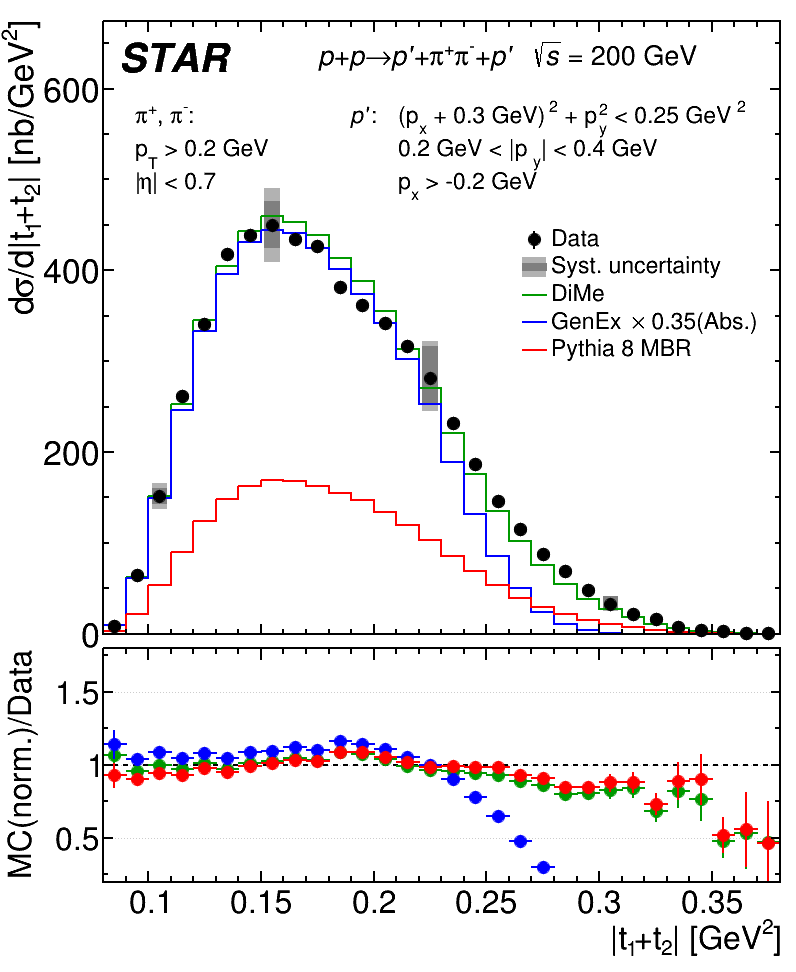 dσ/d|t₁+t₂| [nb/GeV²]
600
400
200
0
STAR
p+p→p′+π⁺π⁻+p′ √s = 200 GeV
π⁺, π⁻:
p_T > 0.2 GeV
|η| < 0.7
p′: (p_x + 0.3 GeV)² + p_y² < 0.25 GeV²
0.2 GeV < |p_y| < 0.4 GeV
p_x > -0.2 GeV
Data
Syst. uncertainty
DiMe
GenEx × 0.35(Abs.)
Pythia 8 MBR
MC(norm.)/Data
1.5
1
0.5
0.1 0.15 0.2 0.25 0.3 0.35
|t₁+t₂| [GeV²]